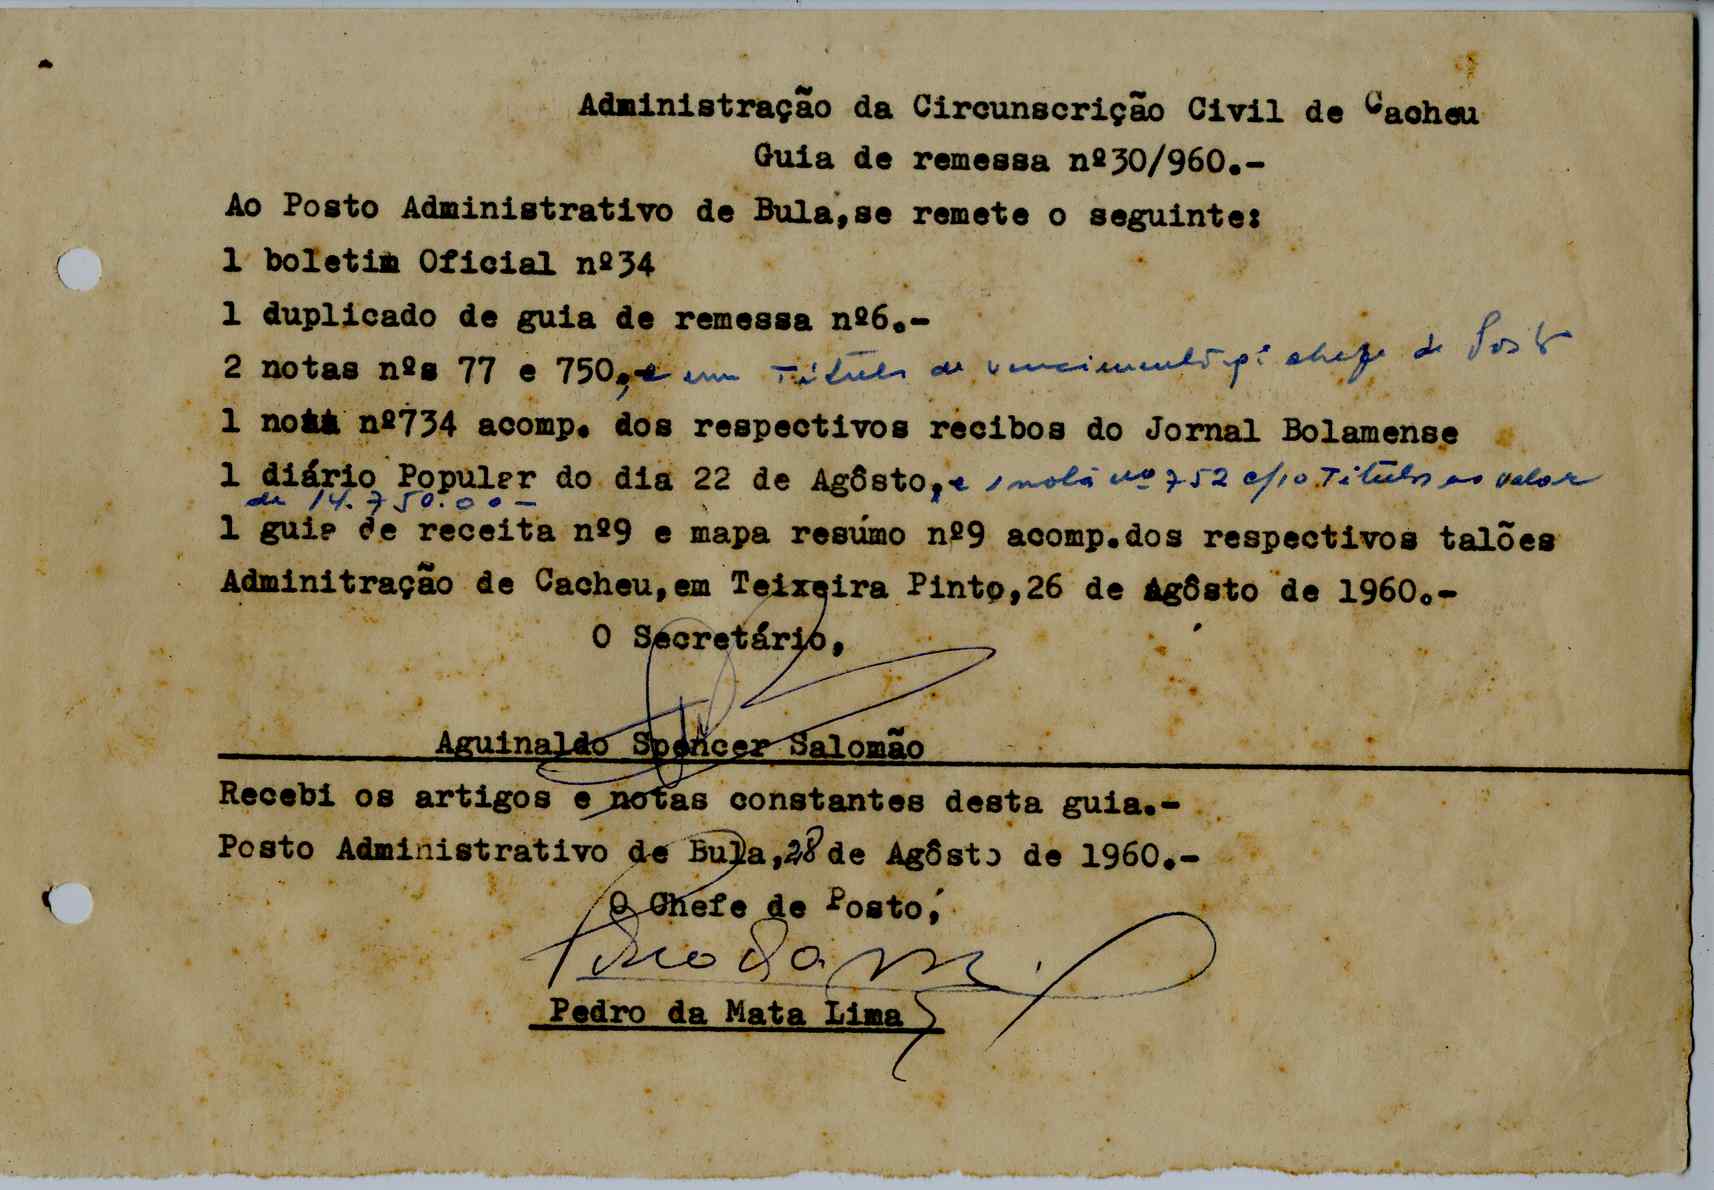 Administração da Circunscrição Civil de Cacheu
Guia de remessa nº30/960.-
Ao Posto Administrativo de Bula,se remete o seguinte:
1 boletim Oficial nº34
1 duplicado de guia de remessa nº6.-
2 notas nºs 77 e 750, e um Título de vencimento pª chefe de Posto
1 nota nº734 acomp. dos respectivos recibos do Jornal Bolamense
1 diário Popular do dia 22 de Agôsto, e 1 nota nº 752 c/10 Títulos no valor
de 14.750.00-
1 guia de receita nº9 e mapa resúmo nº9 acomp.dos respectivos talões
Adminitração de Cacheu,em Teixeira Pinto,26 de Agôsto de 1960.-
O Secretário,
Aguinaldo Spencer Salomão
Recebi os artigos e notas constantes desta guia.-
Posto Administrativo de Bula,28 de Agôsto de 1960.-
O Chefe de Posto,
Pedro da Mata Lima